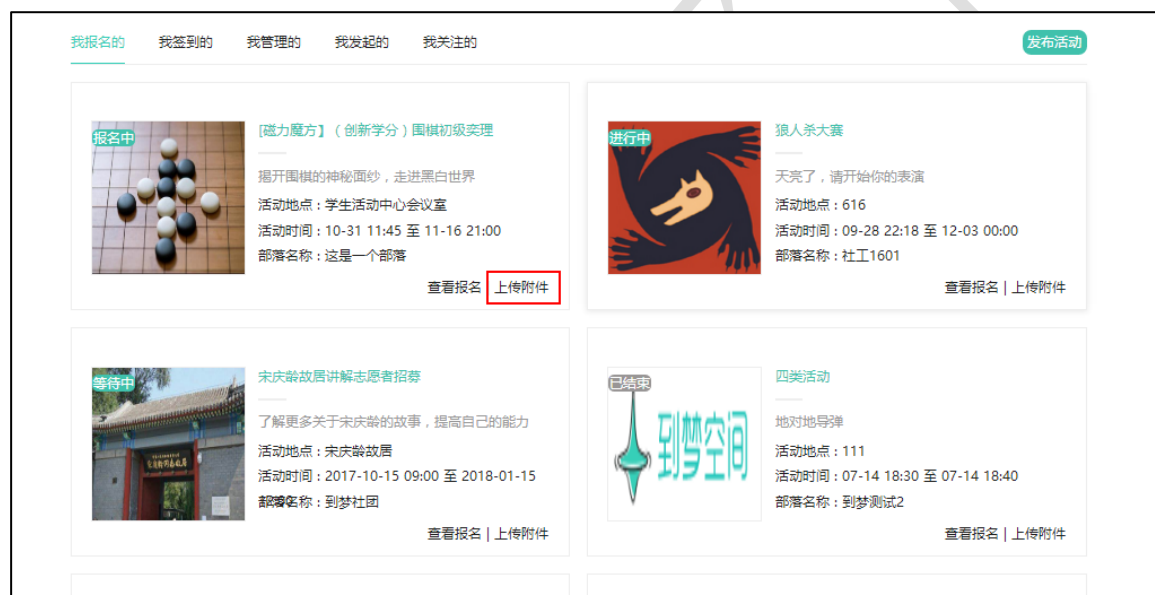 我报名的 我签到的 我管理的 我发起的 我关注的 发布活动
报名中
[磁力魔方】（创新学分）围棋初级奕理
揭开围棋的神秘面纱，走进黑白世界
活动地点：学生活动中心会议室
活动时间：10-31 11:45 至 11-16 21:00
部落名称：这是一个部落
查看报名 上传附件
进行中
狼人杀大赛
天亮了，请开始你的表演
活动地点：616
活动时间：09-28 22:18 至 12-03 00:00
部落名称：社工1601
查看报名 | 上传附件
等待中
宋庆龄故居讲解志愿者招募
了解更多关于宋庆龄的故事，提高自己的能力
活动地点：宋庆龄故居
活动时间：2017-10-15 09:00 至 2018-01-15
部落名称：到梦社团
查看报名 | 上传附件
已结束
到梦空间
四类活动
地对地导弹
活动地点：111
活动时间：07-14 18:30 至 07-14 18:40
部落名称：到梦测试2
查看报名 | 上传附件